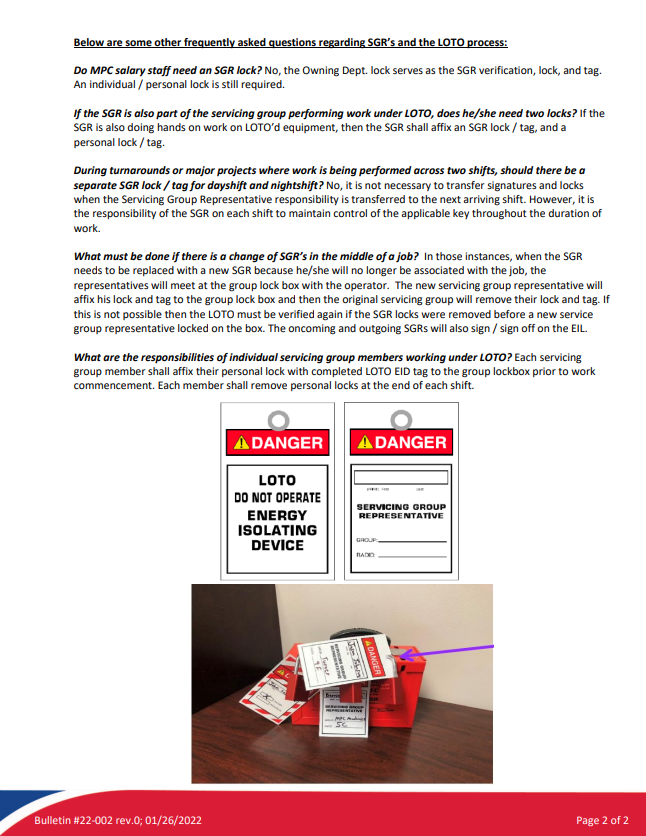 Below are some other frequently asked questions regarding SGR's and the LOTO process:
Do MPC salary staff need an SGR lock? No, the Owning Dept. lock serves as the SGR verification, lock, and tag.
An individual / personal lock is still required.
If the SGR is also part of the servicing group performing work under LOTO, does he/she need two locks? If the
SGR is also doing hands on work on LOTO'd equipment, then the SGR shall affix an SGR lock / tag, and a
personal lock / tag.
During turnarounds or major projects where work is being performed across two shifts, should there be a
separate SGR lock / tag for dayshift and nightshift? No, it is not necessary to transfer signatures and locks
when the Servicing Group Representative responsibility is transferred to the next arriving shift. However, it is
the responsibility of the SGR on each shift to maintain control of the applicable key throughout the duration of
work.
What must be done if there is a change of SGR's in the middle of a job? In those instances, when the SGR
needs to be replaced with a new SGR because he/she will no longer be associated with the job, the
representatives will meet at the group lock box with the operator. The new servicing group representative will
affix his lock and tag to the group lock box and then the original servicing group will remove their lock and tag. If
this is not possible then the LOTO must be verified again if the SGR locks were removed before a new service
group representative locked on the box. The oncoming and outgoing SGRs will also sign / sign off on the EIL.
What are the responsibilities of individual servicing group members working under LOTO? Each servicing
group member shall affix their personal lock with completed LOTO EID tag to the group lockbox prior to work
commencement. Each member shall remove personal locks at the end of each shift.
DANGER
LOTO
DO NOT OPERATE
ENERGY
ISOLATING
DEVICE
DANGER
SERVICING GROUP
REPRESENTATIVE
GROUP:
RADIO:
DANGER
SERVICING GROUP
REPRESENTATIVE
SERVICING GROUP
REPRESENTATIVE
MPC
5C
Bulletin #22-002 rev.0; 01/26/2022
Page 2 of 2